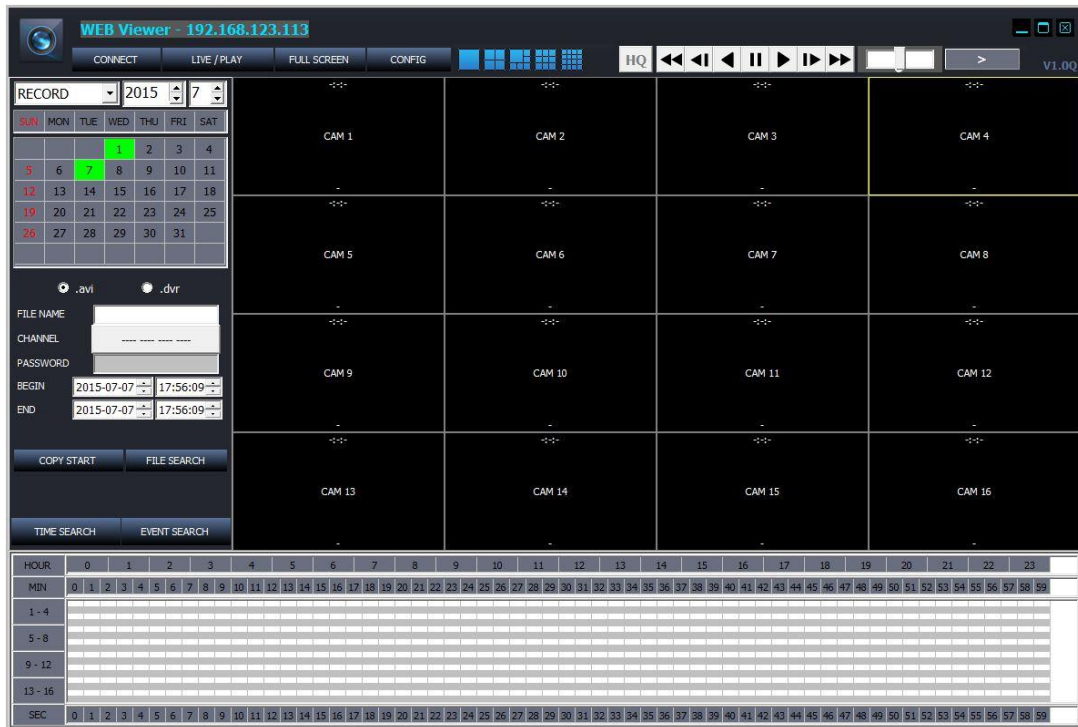 WEB Viewer - 192.168.123.113
CONNECT LIVE / PLAY FULL SCREEN CONFIG HQ > V1.0Q
RECORD 2015 7
SUN MON TUE WED THU FRI SAT
1 2 3 4
5 6 7 8 9 10 11
12 13 14 15 16 17 18
19 20 21 22 23 24 25
26 27 28 29 30 31
.avi .dvr
FILE NAME
CHANNEL ---- ---- ---- ----
PASSWORD
BEGIN 2015-07-07 17:56:09
END 2015-07-07 17:56:09
COPY START FILE SEARCH
TIME SEARCH EVENT SEARCH
-:-:- -:-:- -:-:- -:-:-
CAM 1 CAM 2 CAM 3 CAM 4
- - - -
-:-:- -:-:- -:-:- -:-:-
CAM 5 CAM 6 CAM 7 CAM 8
- - - -
-:-:- -:-:- -:-:- -:-:-
CAM 9 CAM 10 CAM 11 CAM 12
- - - -
-:-:- -:-:- -:-:- -:-:-
CAM 13 CAM 14 CAM 15 CAM 16
- - - -
HOUR 0 1 2 3 4 5 6 7 8 9 10 11 12 13 14 15 16 17 18 19 20 21 22 23
MIN 0 1 2 3 4 5 6 7 8 9 10 11 12 13 14 15 16 17 18 19 20 21 22 23 24 25 26 27 28 29 30 31 32 33 34 35 36 37 38 39 40 41 42 43 44 45 46 47 48 49 50 51 52 53 54 55 56 57 58 59
1 - 4
5 - 8
9 - 12
13 - 16
SEC 0 1 2 3 4 5 6 7 8 9 10 11 12 13 14 15 16 17 18 19 20 21 22 23 24 25 26 27 28 29 30 31 32 33 34 35 36 37 38 39 40 41 42 43 44 45 46 47 48 49 50 51 52 53 54 55 56 57 58 59